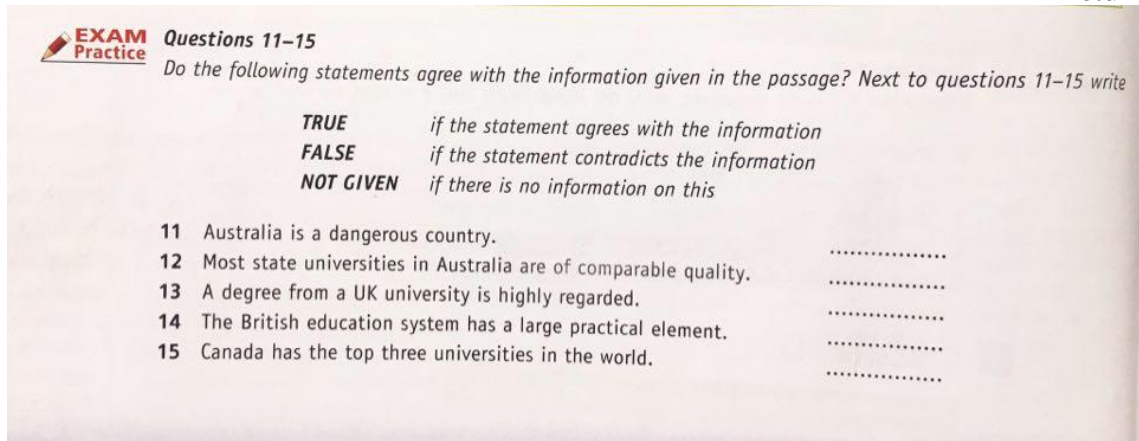 EXAM Practice Questions 11–15
Do the following statements agree with the information given in the passage? Next to questions 11–15 write
TRUE if the statement agrees with the information
FALSE if the statement contradicts the information
NOT GIVEN if there is no information on this
11 Australia is a dangerous country. .................
12 Most state universities in Australia are of comparable quality. .................
13 A degree from a UK university is highly regarded. .................
14 The British education system has a large practical element. .................
15 Canada has the top three universities in the world. .................